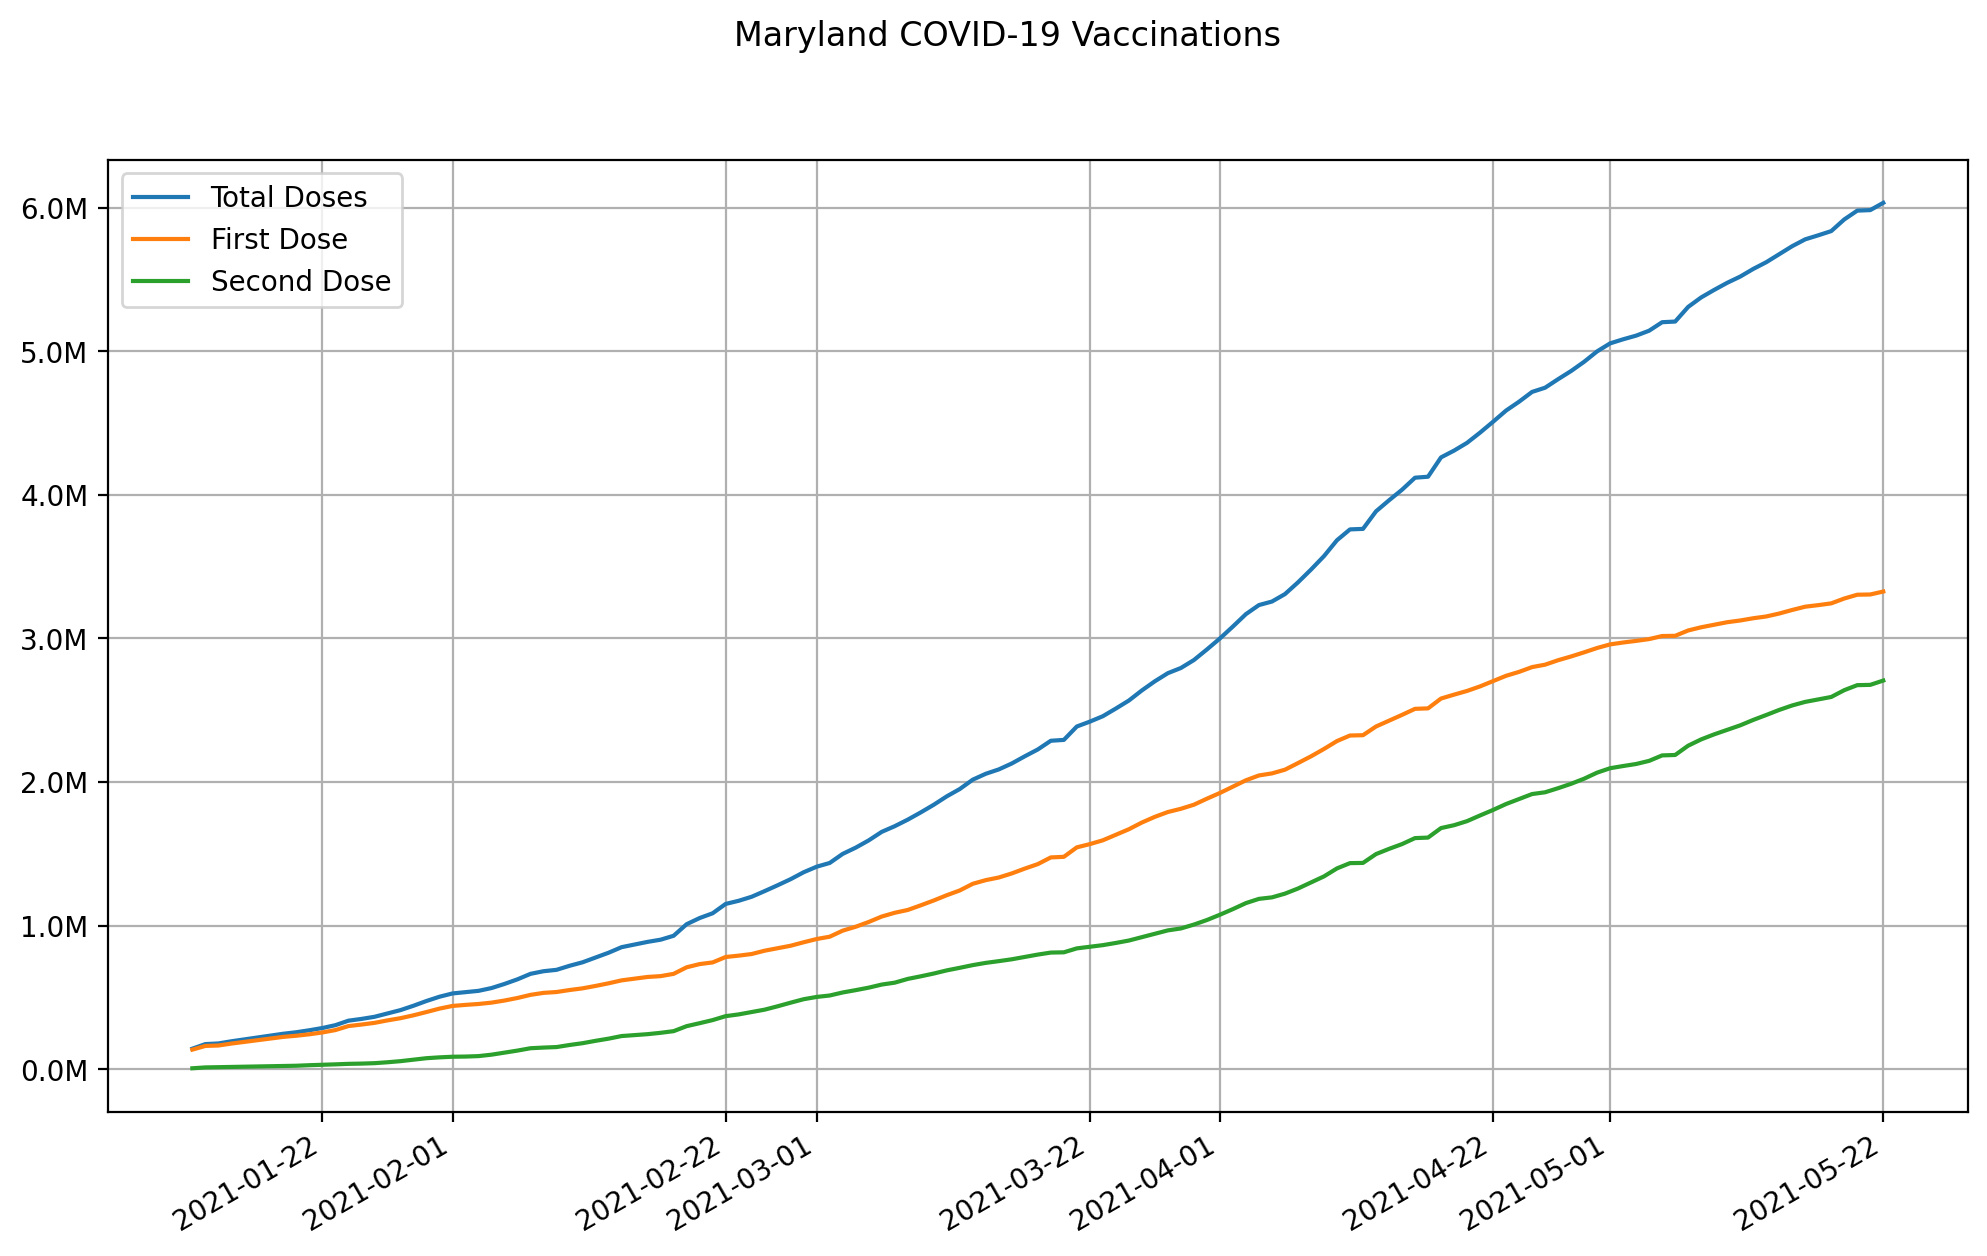 Maryland COVID-19 Vaccinations
Total Doses
First Dose
Second Dose
6.0M
5.0M
4.0M
3.0M
2.0M
1.0M
0.0M
2021-01-22
2021-02-01
2021-02-22
2021-03-01
2021-03-22
2021-04-01
2021-04-22
2021-05-01
2021-05-22